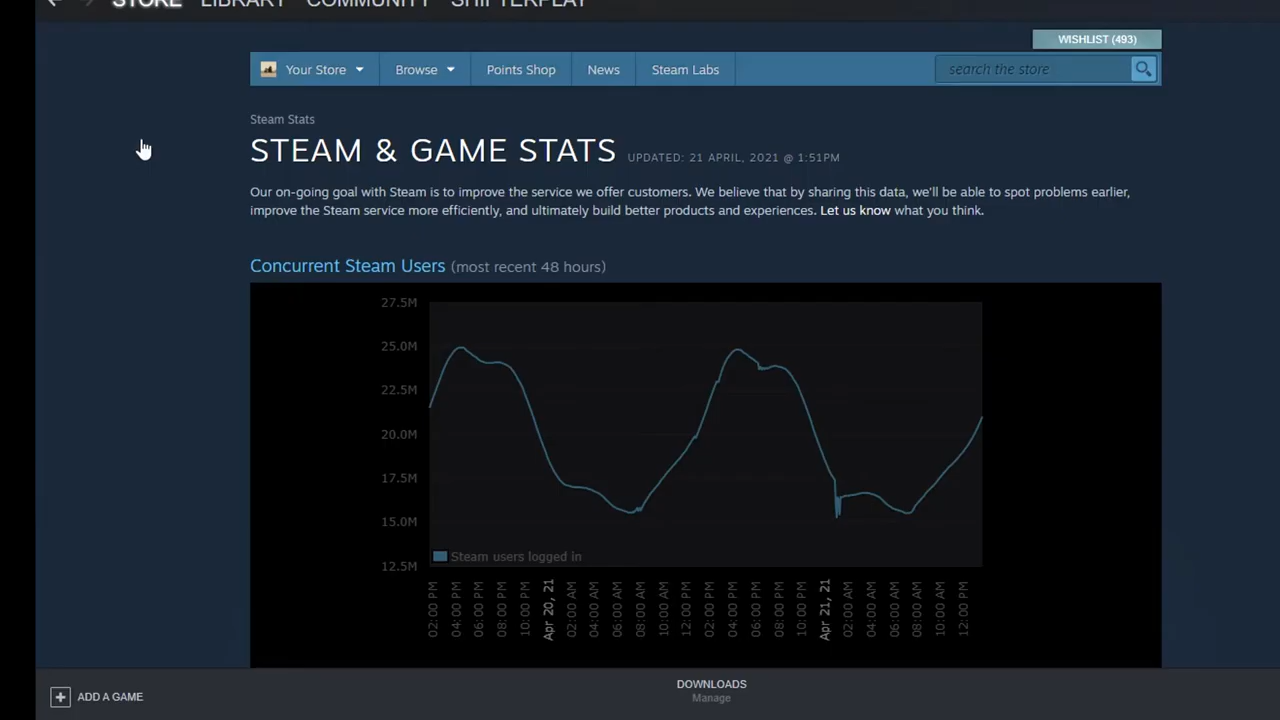 STORE LIBRARY COMMUNITY SHIFTERPLAY
WISHLIST (493)
Your Store Browse Points Shop News Steam Labs search the store
Steam Stats
STEAM & GAME STATS UPDATED: 21 APRIL, 2021 @ 1:51PM
Our on-going goal with Steam is to improve the service we offer customers. We believe that by sharing this data, we'll be able to spot problems earlier,
improve the Steam service more efficiently, and ultimately build better products and experiences. Let us know what you think.
Concurrent Steam Users (most recent 48 hours)
27.5M
25.0M
22.5M
20.0M
17.5M
15.0M
12.5M
Steam users logged in
02:00 PM
04:00 PM
06:00 PM
08:00 PM
10:00 PM
Apr 20, 21
02:00 AM
04:00 AM
06:00 AM
08:00 AM
10:00 AM
12:00 PM
02:00 PM
04:00 PM
06:00 PM
08:00 PM
10:00 PM
Apr 21, 21
02:00 AM
04:00 AM
06:00 AM
08:00 AM
10:00 AM
12:00 PM
+ ADD A GAME
DOWNLOADS
Manage